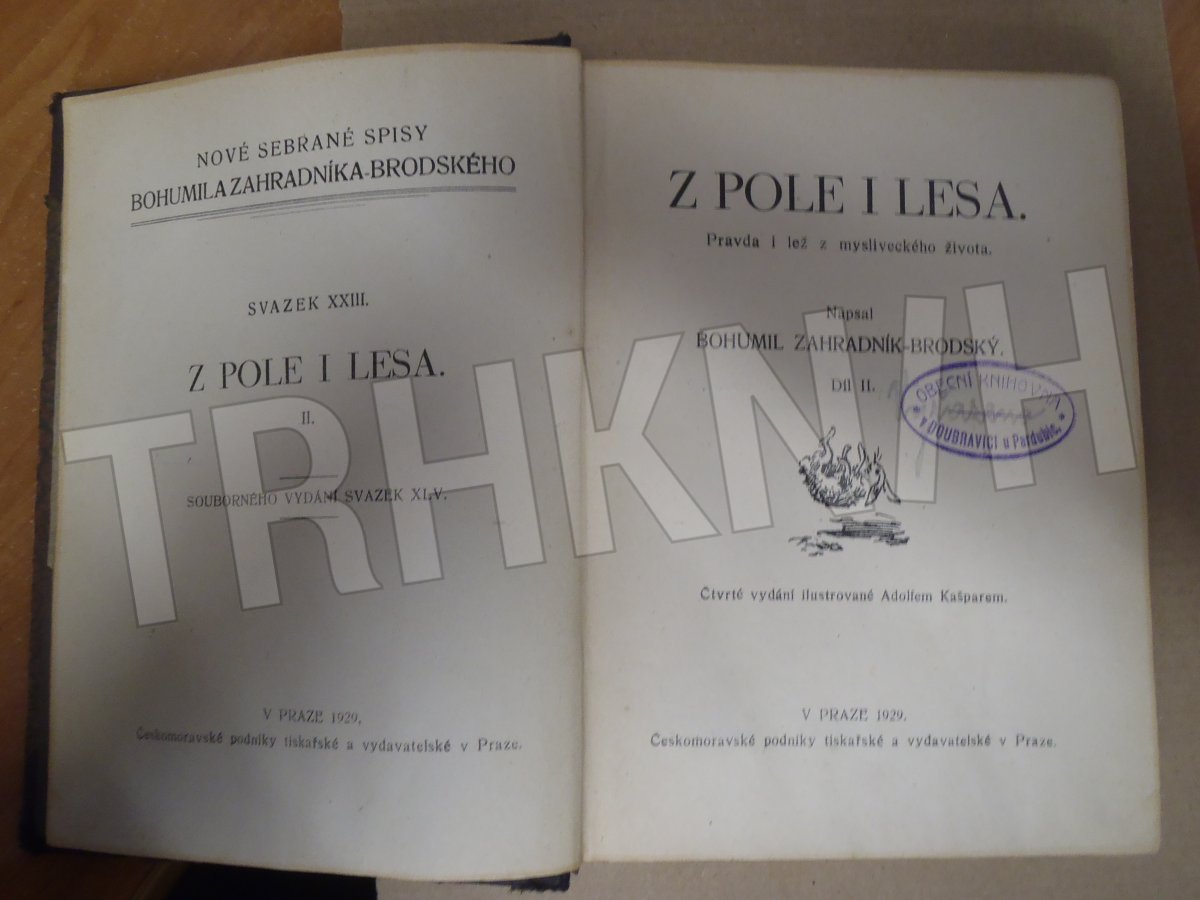 NOVÉ SEBRANÉ SPISY
BOHUMILA ZAHRADNÍKA-BRODSKÉHO
SVAZEK XXIII.
Z POLE I LESA.
II.
SOUBORNÉHO VYDÁNÍ SVAZEK XLV.
V PRAZE 1929.
Českomoravské podniky tiskařské a vydavatelské v Praze.
Z POLE I LESA.
Pravda i lež z mysliveckého života.
Napsal
BOHUMIL ZAHRADNÍK-BRODSKÝ.
Díl II.
* OBECNÍ KNIHOVNA *
v DOUBRAVICI u Pardubic.
Čtvrté vydání ilustrované Adolfem Kašparem.
V PRAZE 1929.
Českomoravské podniky tiskařské a vydavatelské v Praze.
TRHKNIH